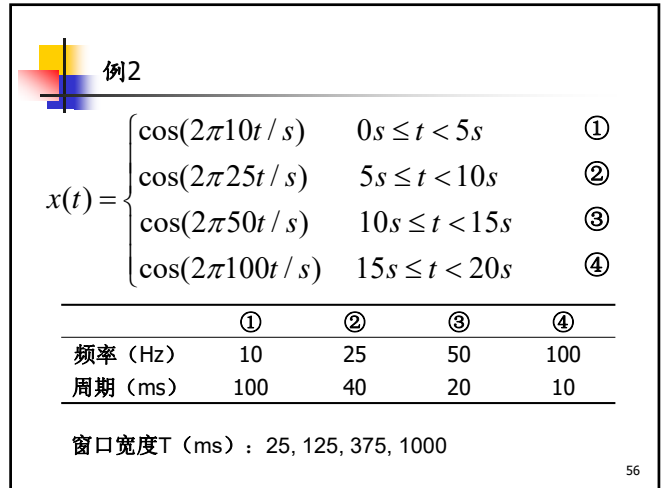 例2
x(t) = { cos(2π10t / s)  0s ≤ t < 5s  ①
cos(2π25t / s)  5s ≤ t < 10s  ②
cos(2π50t / s)  10s ≤ t < 15s  ③
cos(2π100t / s)  15s ≤ t < 20s  ④
① ② ③ ④
频率（Hz） 10 25 50 100
周期（ms） 100 40 20 10
窗口宽度T（ms）：25, 125, 375, 1000
56